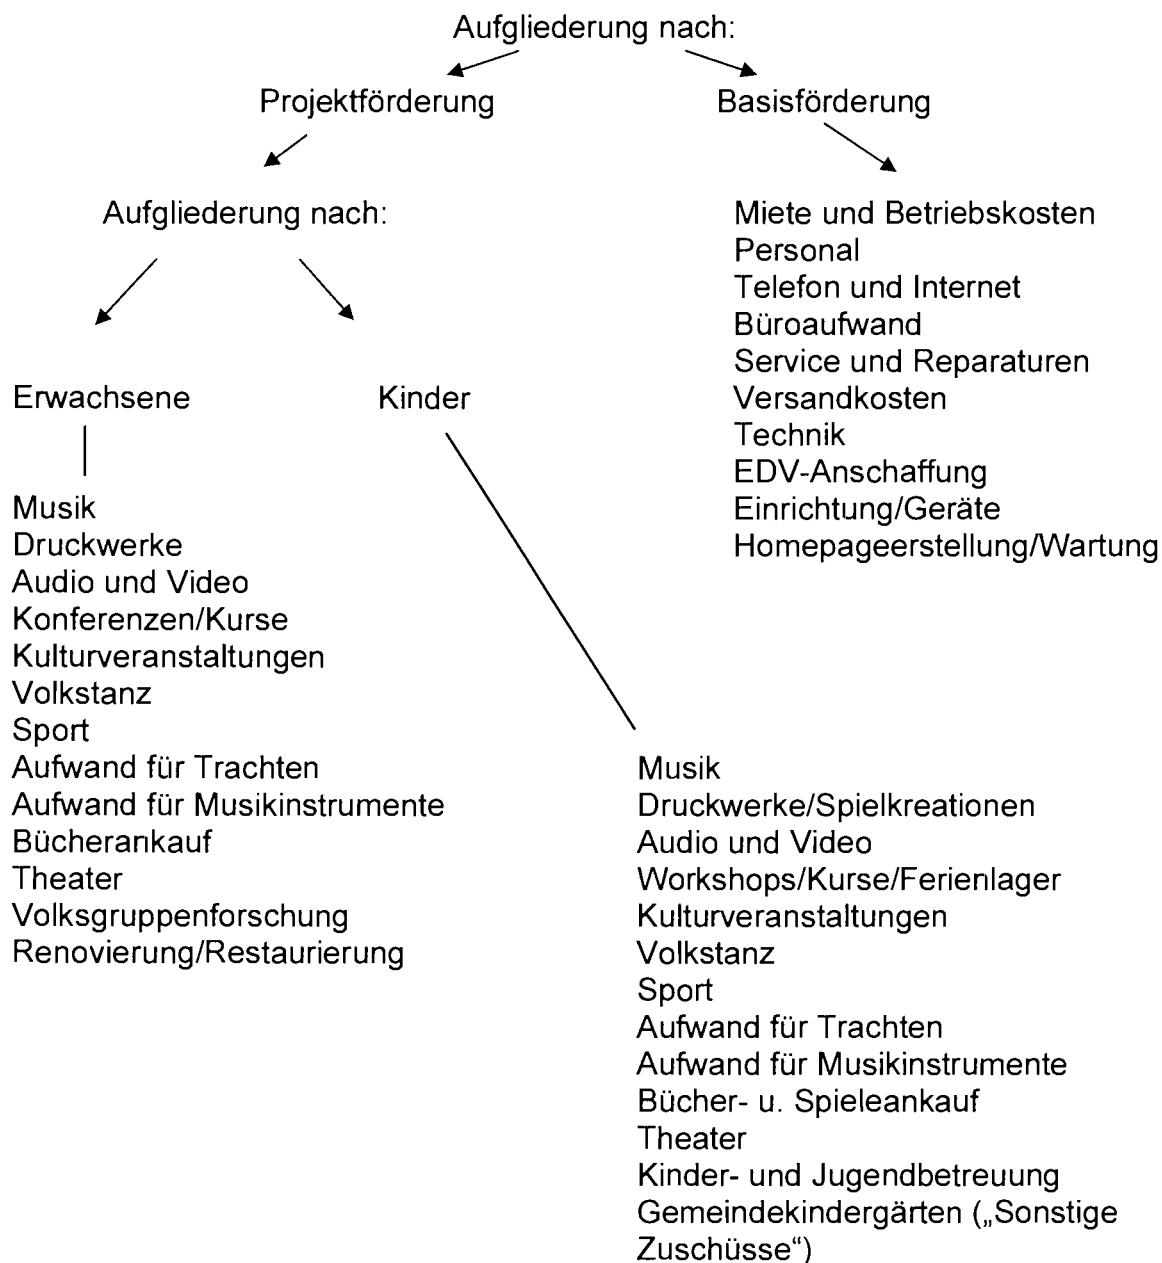 Aufgliederung nach:
Projektförderung
Basisförderung
Aufgliederung nach:
Erwachsene
Musik
Druckwerke
Audio und Video
Konferenzen/Kurse
Kulturveranstaltungen
Volkstanz
Sport
Aufwand für Trachten
Aufwand für Musikinstrumente
Bücherankauf
Theater
Volksgruppenforschung
Renovierung/Restaurierung
Kinder
Musik
Druckwerke/Spielkreationen
Audio und Video
Workshops/Kurse/Ferienlager
Kulturveranstaltungen
Volkstanz
Sport
Aufwand für Trachten
Aufwand für Musikinstrumente
Bücher- u. Spieleankauf
Theater
Kinder- und Jugendbetreuung
Gemeindekindergärten („Sonstige
Zuschüsse“)
Miete und Betriebskosten
Personal
Telefon und Internet
Büroaufwand
Service und Reparaturen
Versandkosten
Technik
EDV-Anschaffung
Einrichtung/Geräte
Homepageerstellung/Wartung